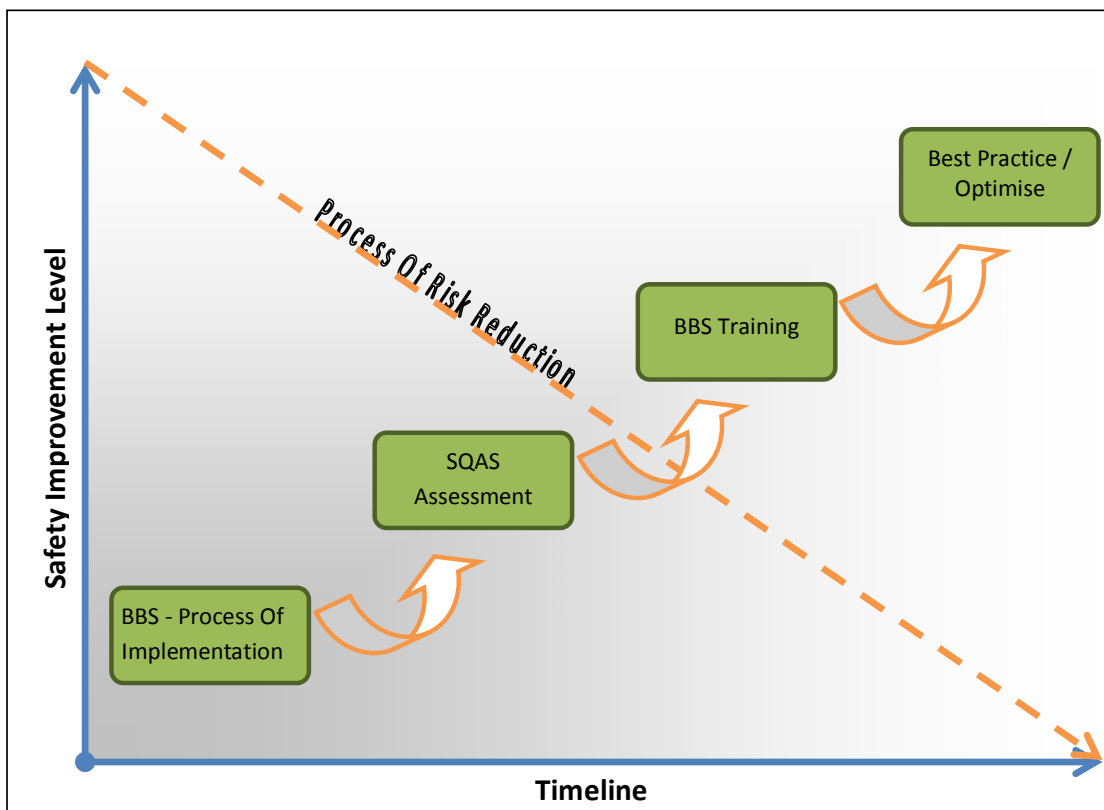 Best Practice /
Optimise
Process Of Risk Reduction
BBS Training
Safety Improvement Level
SQAS
Assessment
BBS - Process Of
Implementation
Timeline